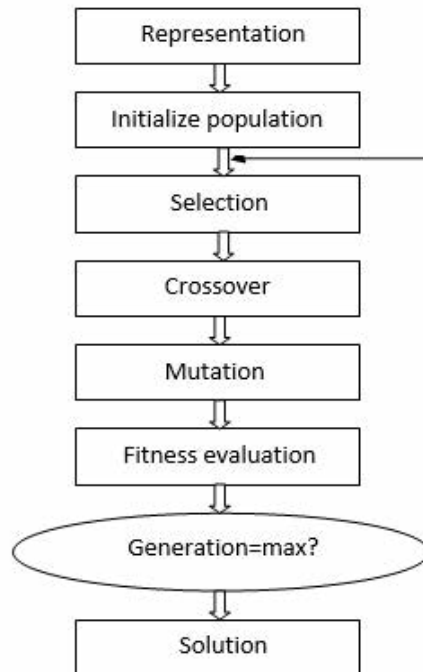 Representation
Initialize population
Selection
Crossover
Mutation
Fitness evaluation
Generation=max?
Solution